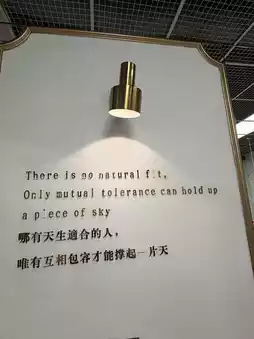 There is no natural fit,
Only mutual tolerance can hold up
a piece of sky
哪有天生適合的人，
唯有互相包容才能撐起一片天